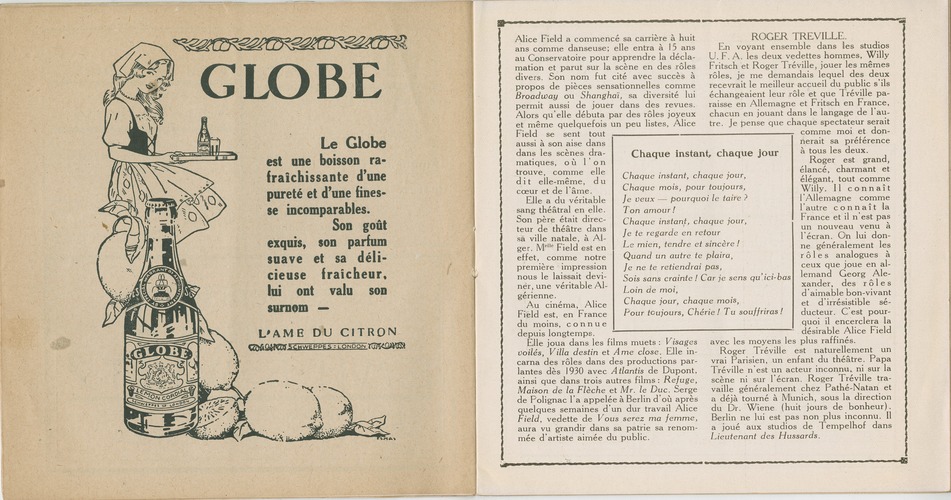 GLOBE
Le Globe
est une boisson ra-
fraîchissante d'une
pureté et d'une fines-
se incomparables.
Son goût
exquis, son parfum
suave et sa déli-
cieuse fraîcheur,
lui ont valu son
surnom —
L'AME DU CITRON
SCHWEPPES - LONDON
GLOBE
LEMON CORDIAL
Alice Field a commencé sa carrière à huit
ans comme danseuse; elle entra à 15 ans
au Conservatoire pour apprendre la décla-
mation et parut sur la scène en des rôles
divers. Son nom fut cité avec succès à
propos de pièces sensationnelles comme
Broadway ou Shanghaï, sa diversité lui
permit aussi de jouer dans des revues.
Alors qu'elle débuta par des rôles joyeux
et même quelquefois un peu listes, Alice
Field se sent tout
aussi à son aise dans
dans les scènes dra-
matiques, où l'on
trouve, comme elle
dit elle-même, du
cœur et de l'âme.
Elle a du véritable
sang théâtral en elle.
Son père était direc-
teur de théâtre dans
sa ville natale, à Al-
ger. Mlle Field est en
effet, comme notre
première impression
nous le laissait devi-
ner, une véritable Al-
gérienne.
Au cinéma, Alice
Field est, en France
du moins, connue
depuis longtemps.
Elle joua dans les films muets : Visages
voilés, Villa destin et Ame close. Elle in-
carna des rôles dans des productions par-
lantes dès 1930 avec Atlantis de Dupont,
ainsi que dans trois autres films : Refuge,
Maison de la Flèche et Mr. le Duc. Serge
de Polignac l'a appelée à Berlin d'où après
quelques semaines d'un dur travail Alice
Field, vedette de Vous serez ma femme,
aura vu grandir dans sa patrie sa renom-
mée d'artiste aimée du public.
Chaque instant, chaque jour
Chaque instant, chaque jour,
Chaque mois, pour toujours,
Je veux — pourquoi le taire ?
Ton amour !
Chaque instant, chaque jour,
Je te regarde en retour
Le mien, tendre et sincère !
Quand un autre te plaira,
Je ne te retiendrai pas,
Sois sans crainte ! Car je sens qu'ici-bas
Loin de moi,
Chaque jour, chaque mois,
Pour toujours, Chérie ! Tu souffriras !
ROGER TREVILLE.
En voyant ensemble dans les studios
U. F. A. les deux vedettes hommes, Willy
Fritsch et Roger Tréville, jouer les mêmes
rôles, je me demandais lequel des deux
recevrait le meilleur accueil du public s'ils
échangeaient leur rôle et que Tréville pa-
raisse en Allemagne et Fritsch en France,
chacun en jouant dans le langage de l'au-
tre. Je pense que chaque spectateur serait
comme moi et don-
nerait sa préférence
à tous les deux.
Roger est grand,
élancé, charmant et
élégant, tout comme
Willy. Il connaît
l'Allemagne comme
l'autre connaît la
France et il n'est pas
un nouveau venu à
l'écran. On lui don-
ne généralement les
rôles analogues à
ceux que joue en al-
lemand Georg Ale-
xander, des rôles
d'aimable bon-vivant
et d'irrésistible sé-
ducteur. C'est pour-
quoi il encerclera la
désirable Alice Field
avec les moyens les plus raffinés.
Roger Tréville est naturellement un
vrai Parisien, un enfant du théâtre. Papa
Tréville n'est un acteur inconnu, ni sur la
scène ni sur l'écran. Roger Tréville tra-
vaille généralement chez Pathé-Natan et
a déjà tourné à Munich, sous la direction
du Dr. Wiene (huit jours de bonheur).
Berlin ne lui est pas non plus inconnu. Il
a joué aux studios de Tempelhof dans
Lieutenant des Hussards.